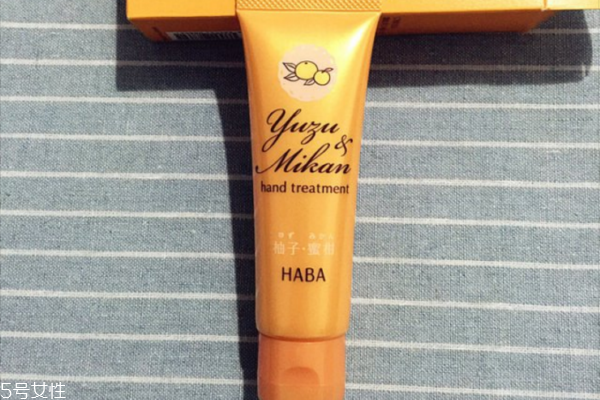 Yuzu
&
Mikan
hand treatment
ゆず みかん
柚子・蜜柑
HABA
5号女性